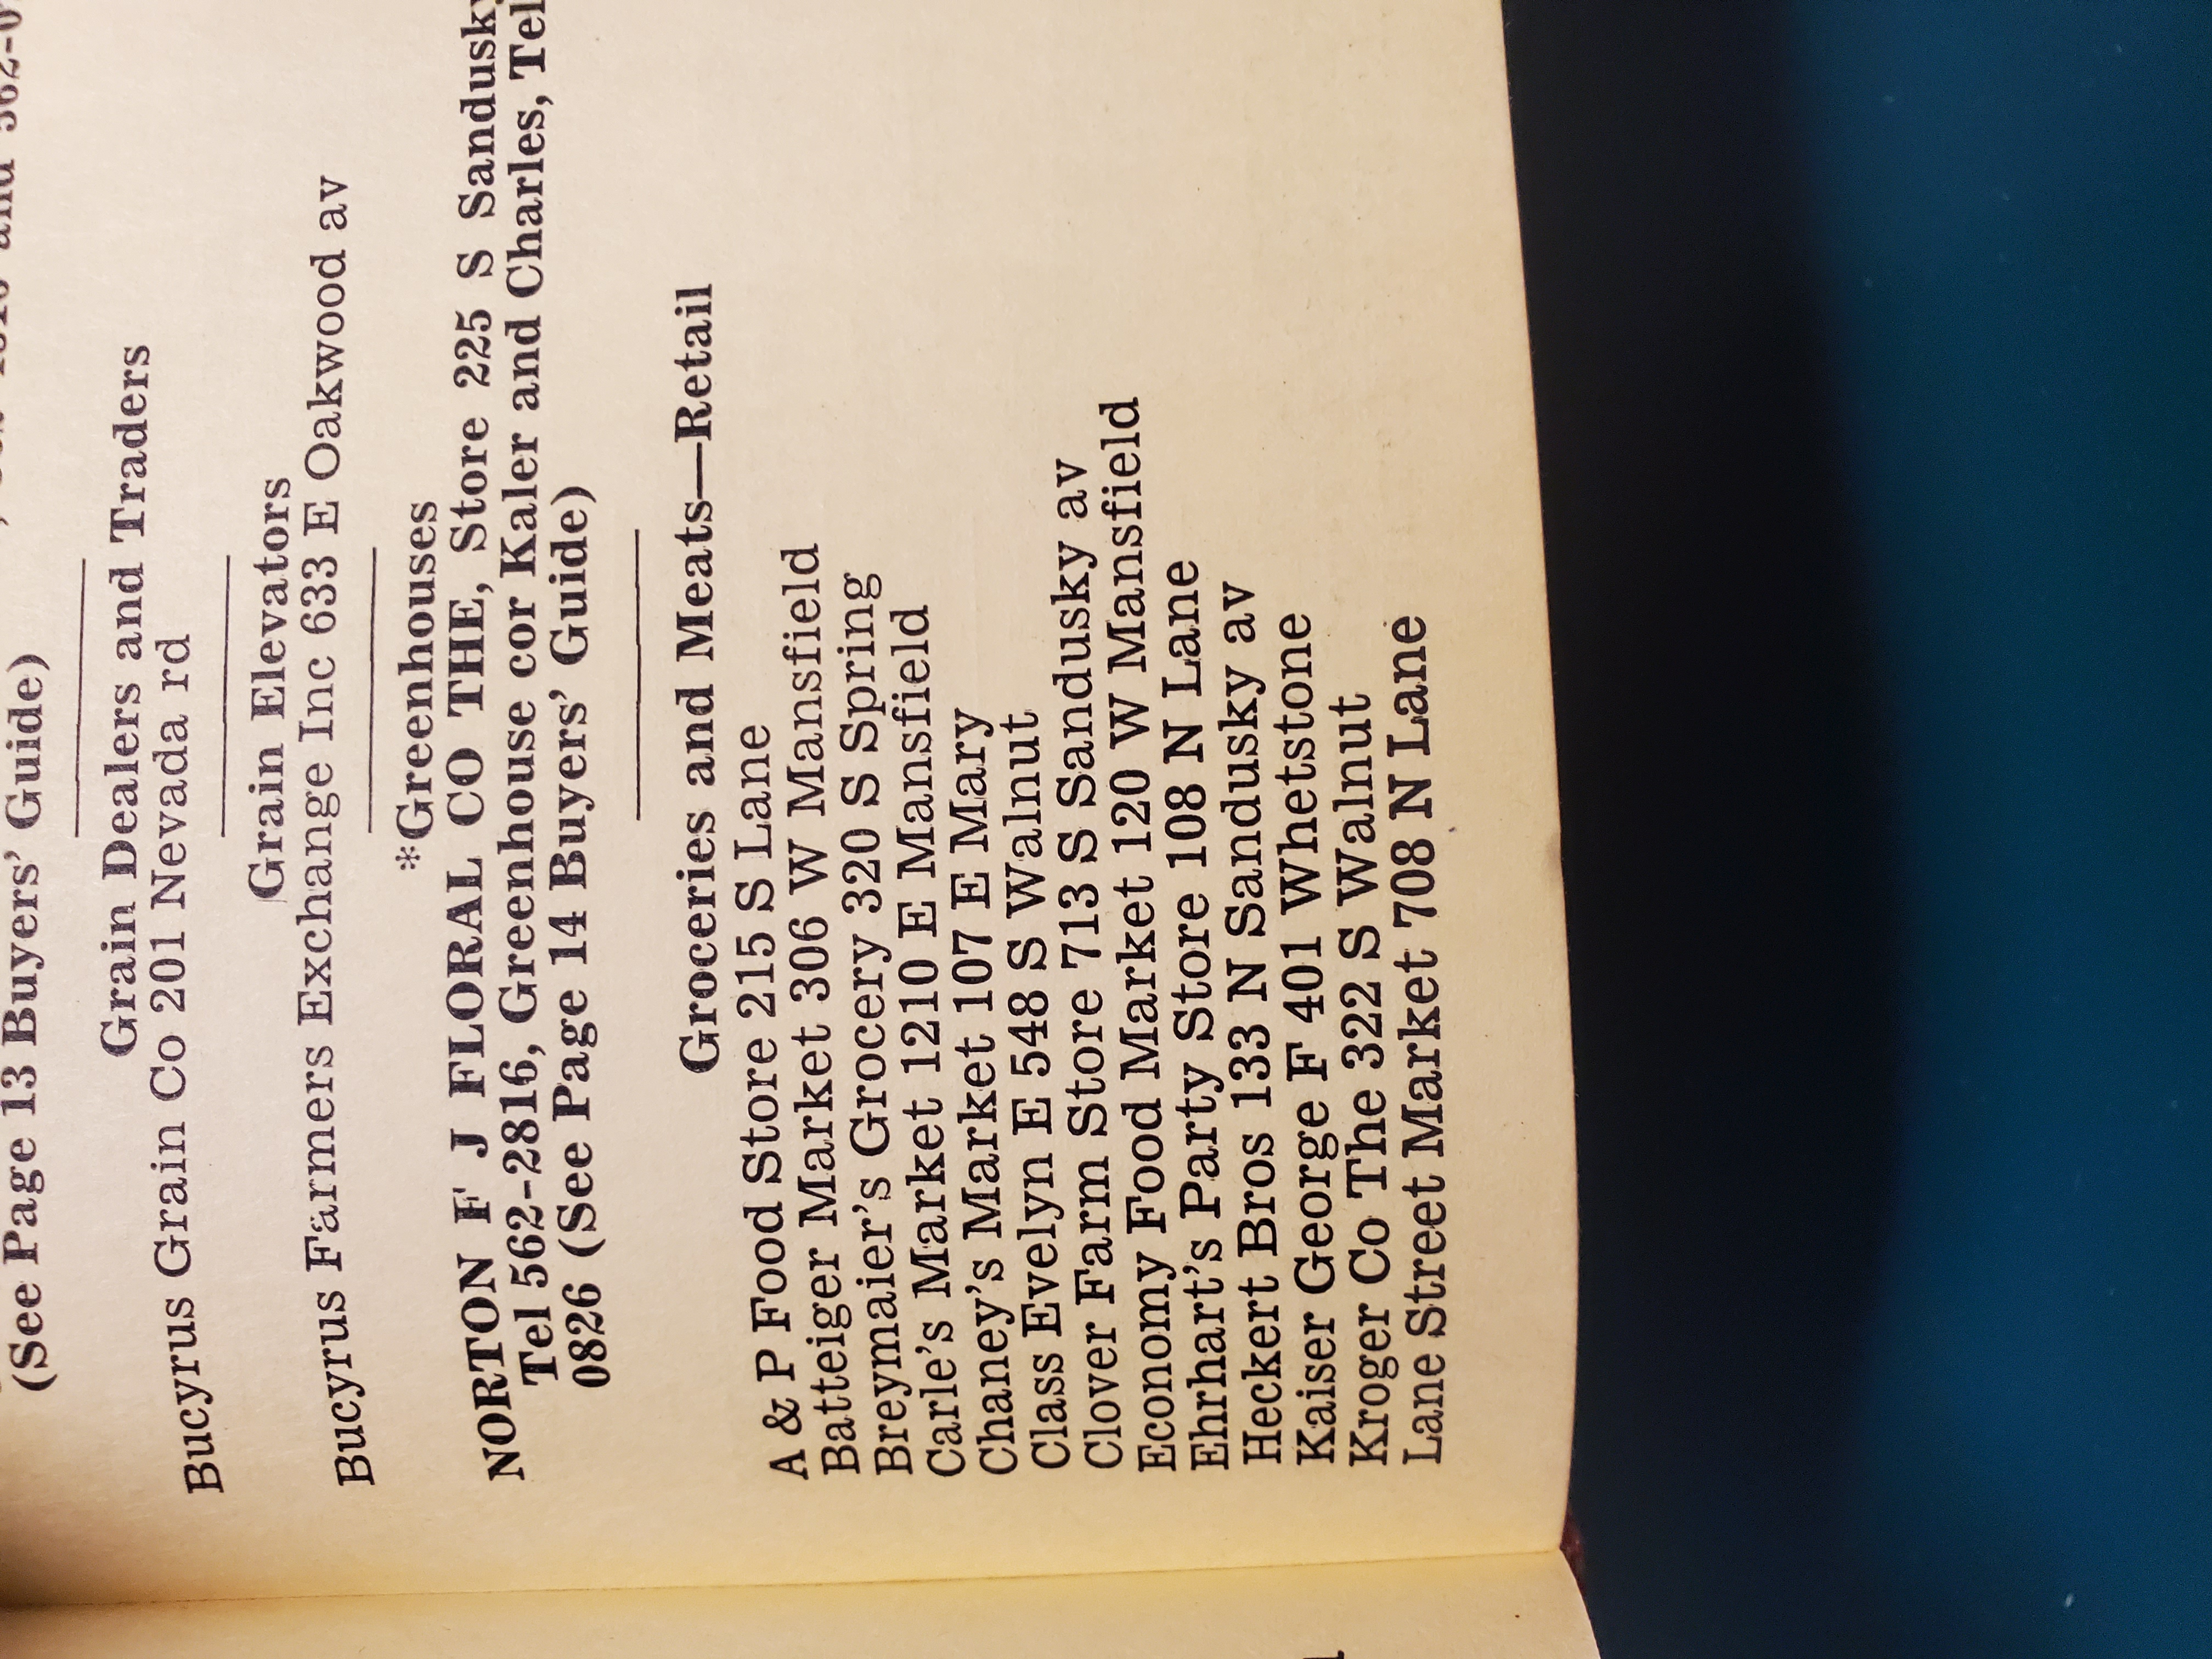 (See Page 13 Buyers' Guide)
Grain Dealers and Traders
Bucyrus Grain Co 201 Nevada rd
Grain Elevators
Bucyrus Farmers Exchange Inc 633 E Oakwood av
*Greenhouses
NORTON F J FLORAL CO THE, Store 225 S Sandusky
Tel 562-2816, Greenhouse cor Kaler and Charles, Tel
0826 (See Page 14 Buyers' Guide)
Groceries and Meats—Retail
A & P Food Store 215 S Lane
Batteiger Market 306 W Mansfield
Breymaier's Grocery 320 S Spring
Carle's Market 1210 E Mansfield
Chaney's Market 107 E Mary
Class Evelyn E 548 S Walnut
Clover Farm Store 713 S Sandusky av
Economy Food Market 120 W Mansfield
Ehrhart's Party Store 108 N Lane
Heckert Bros 133 N Sandusky av
Kaiser George F 401 Whetstone
Kroger Co The 322 S Walnut
Lane Street Market 708 N Lane